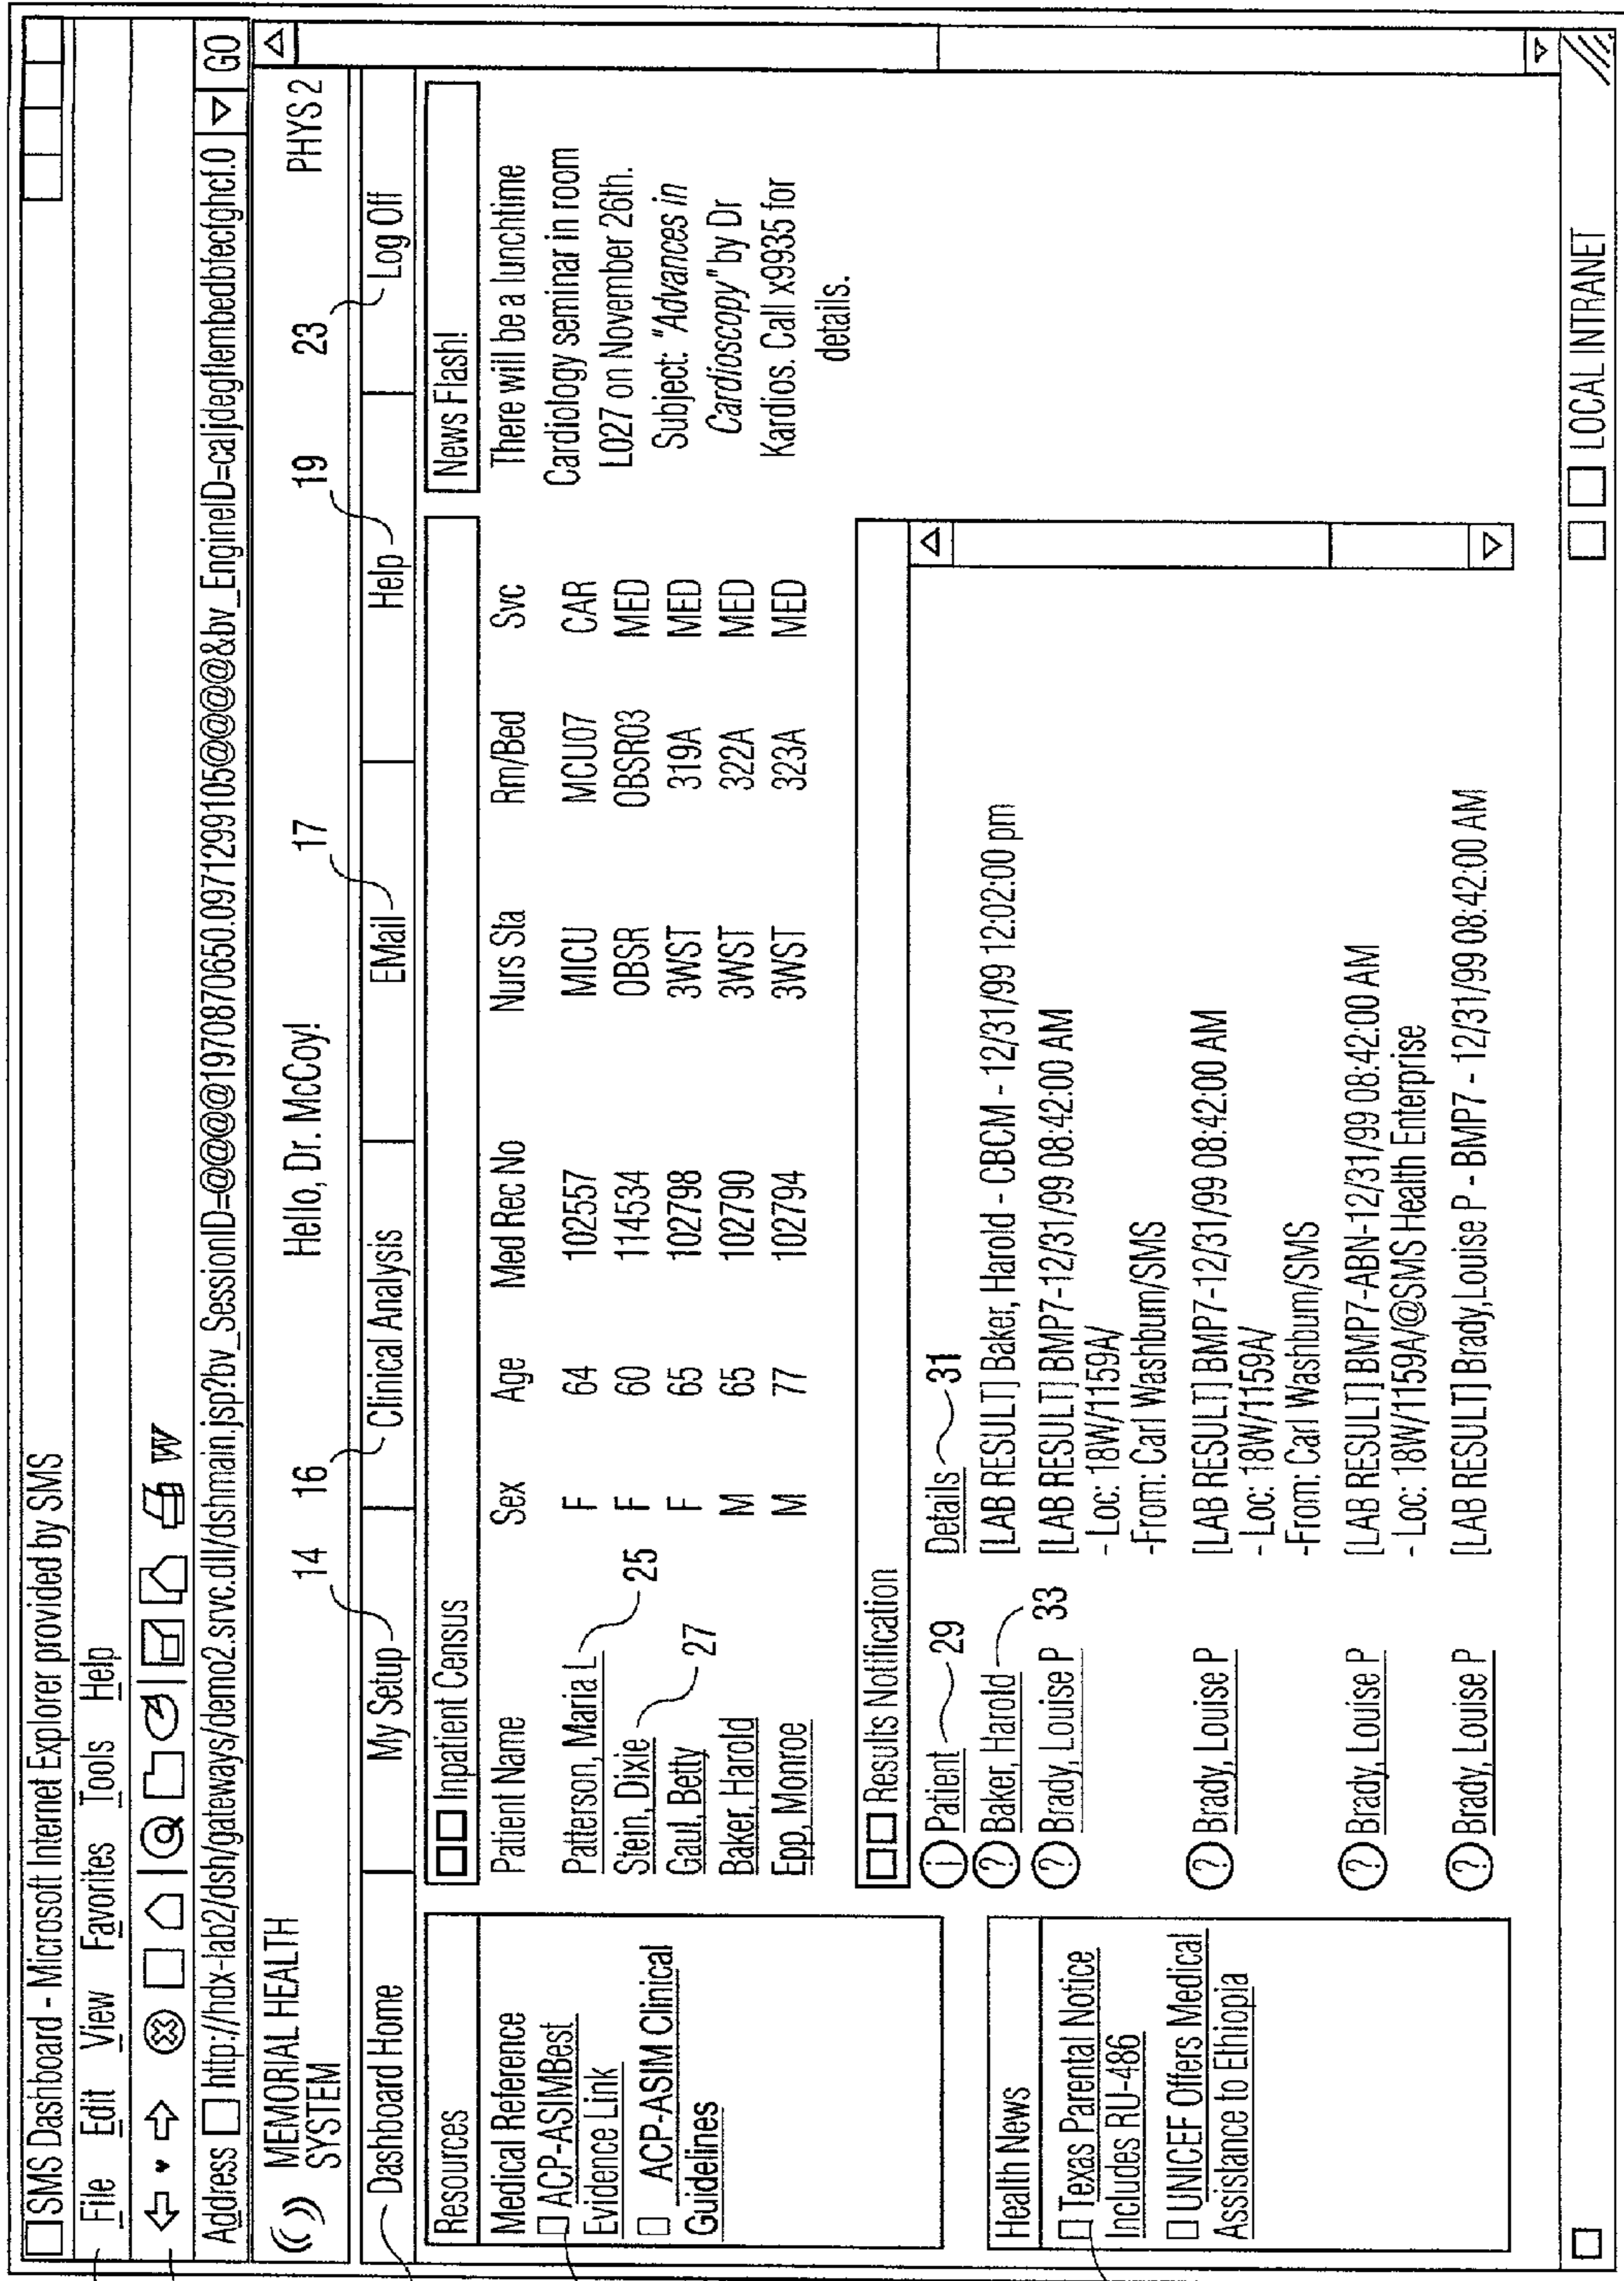 SMS Dashboard - Microsoft Internet Explorer provided by SMS
File Edit View Favorites Tools Help
W
Address http://hdx-lab2/dsh/gateways/demo2.srvc.dll/dshmain.jsp?bv_SessionID=@@@@1970870650.0971299105@@@@&bv_EngineID=caljdegflembedbfecfghcf.0 GO
MEMORIAL HEALTH
SYSTEM
Hello, Dr. McCoy!
PHYS 2
14 16 17 19 23
Dashboard Home My Setup Clinical Analysis EMail Help Log Off
Resources
Medical Reference
ACP-ASIMBest
Evidence Link
ACP-ASIM Clinical
Guidelines
Health News
Texas Parental Notice
Includes RU-486
UNICEF Offers Medical
Assistance to Ethiopia
Inpatient Census
Patient Name Sex Age Med Rec No Nurs Sta Rm/Bed Svc
Patterson, Maria L 25 F 64 102557 MICU MCU07 CAR
Stein, Dixie 27 F 60 114534 OBSR OBSR03 MED
Gaul, Betty F 65 102798 3WST 319A MED
Baker, Harold M 65 102790 3WST 322A MED
Epp, Monroe M 77 102794 3WST 323A MED
Results Notification
i Patient 29 Details 31
? Baker, Harold 33 [LAB RESULT] Baker, Harold - CBCM - 12/31/99 12:02:00 pm
? Brady, Louise P [LAB RESULT] BMP7-12/31/99 08:42:00 AM
- Loc: 18W/1159A/
-From: Carl Washbum/SMS
? Brady, Louise P [LAB RESULT] BMP7-12/31/99 08:42:00 AM
- Loc: 18W/1159A/
-From: Carl Washbum/SMS
? Brady, Louise P [LAB RESULT] BMP7-ABN-12/31/99 08:42:00 AM
- Loc: 18W/1159A/@SMS Health Enterprise
? Brady, Louise P [LAB RESULT] Brady,Louise P - BMP7 - 12/31/99 08:42:00 AM
News Flash!
There will be a lunchtime
Cardiology seminar in room
L027 on November 26th.
Subject: "Advances in
Cardioscopy" by Dr
Kardios. Call x9935 for
details.
LOCAL INTRANET